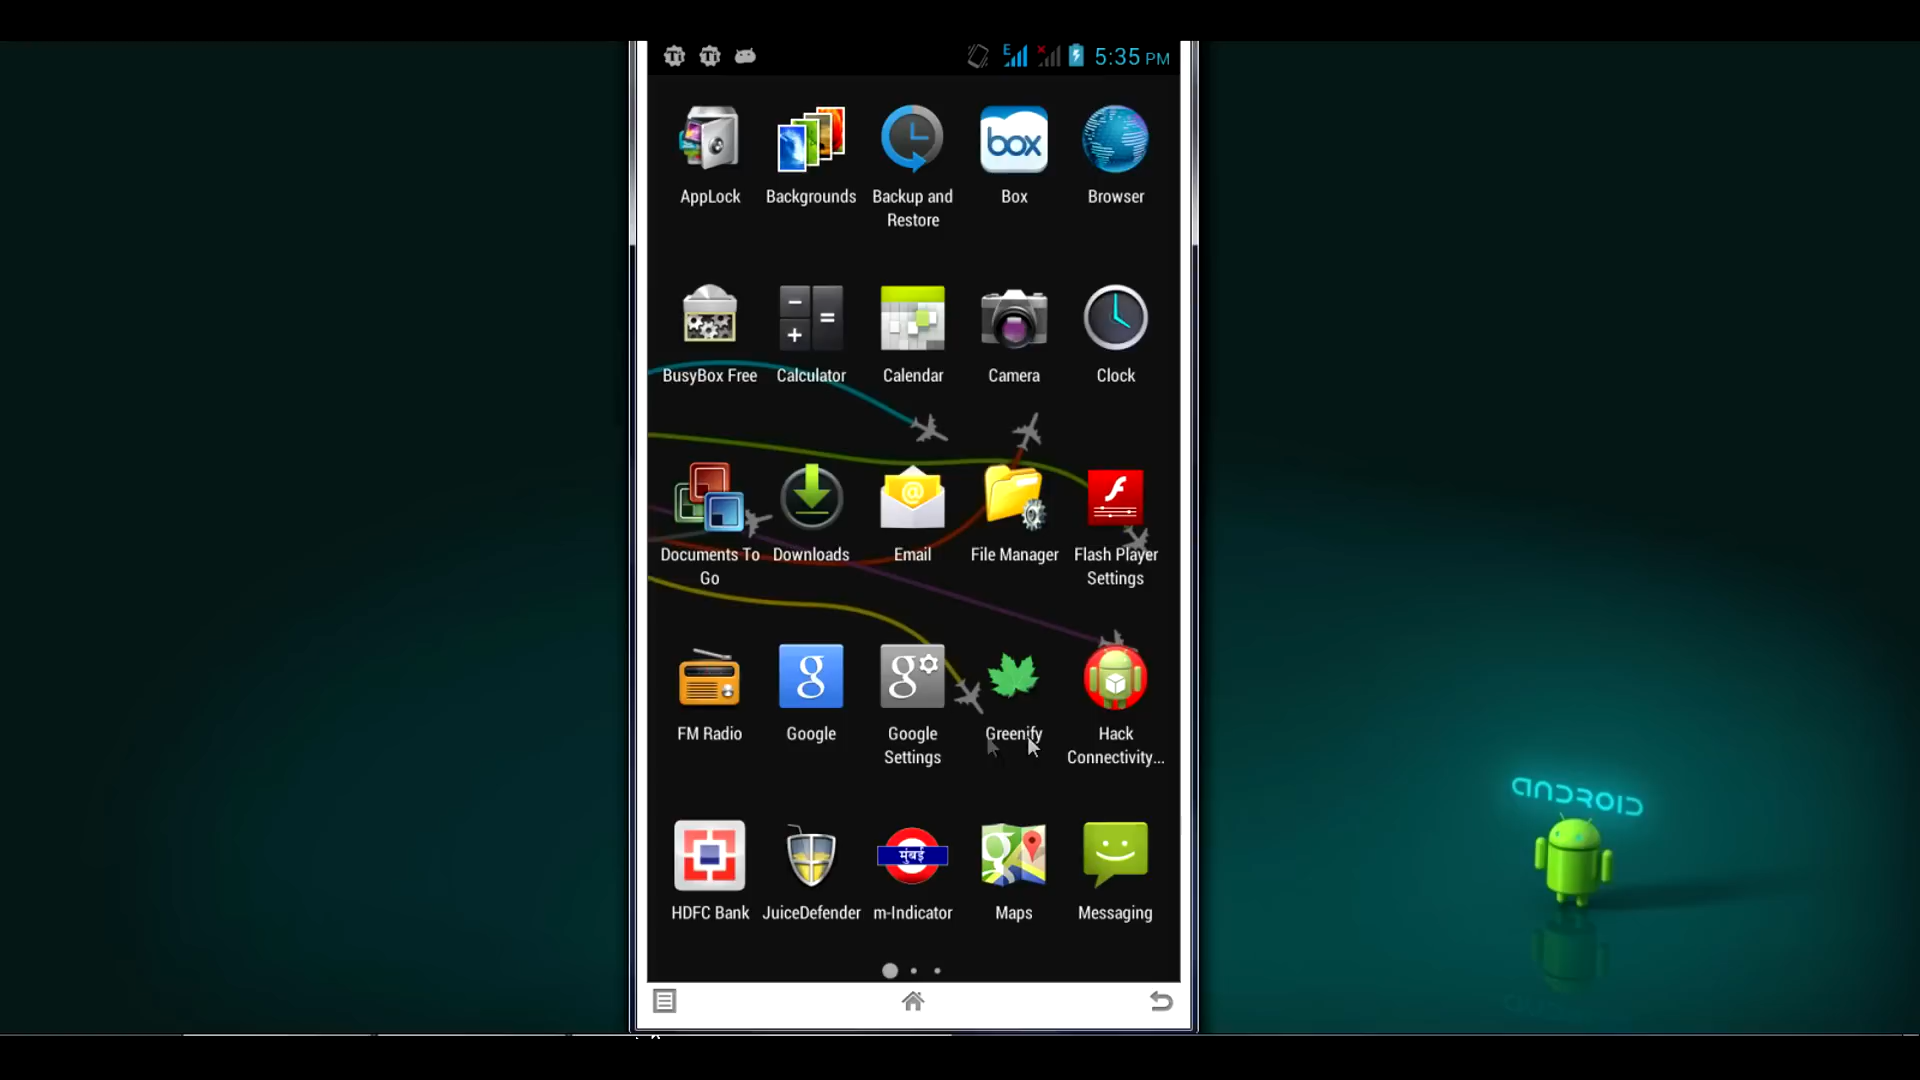 E x 5:35 PM
box
AppLock Backgrounds Backup and Restore Box Browser
BusyBox Free Calculator Calendar Camera Clock
@
Documents To Go Downloads Email File Manager Flash Player Settings
g g g
FM Radio Google Google Settings Greenify Hack Connectivity...
मुंबई g
HDFC Bank JuiceDefender m-Indicator Maps Messaging
ANDROID